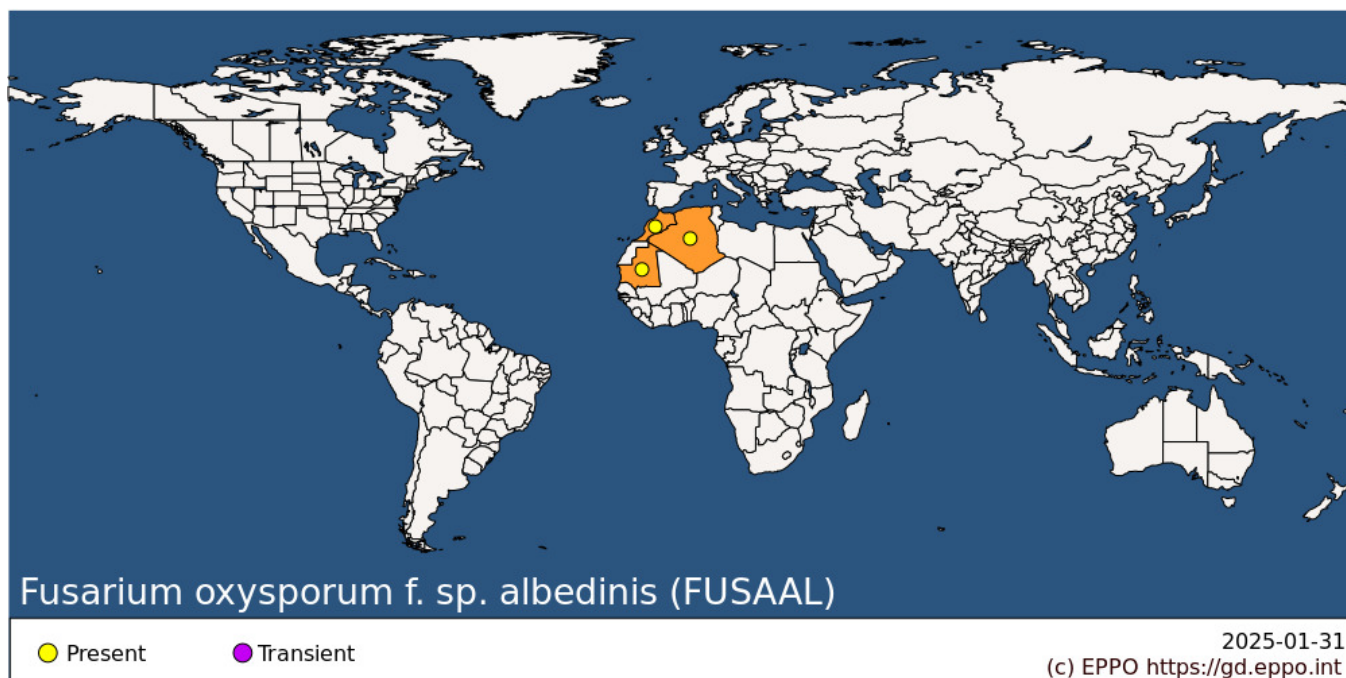 Fusarium oxysporum f. sp. albedinis (FUSAAL)
Present
Transient
2025-01-31
(c) EPPO https://gd.eppo.int